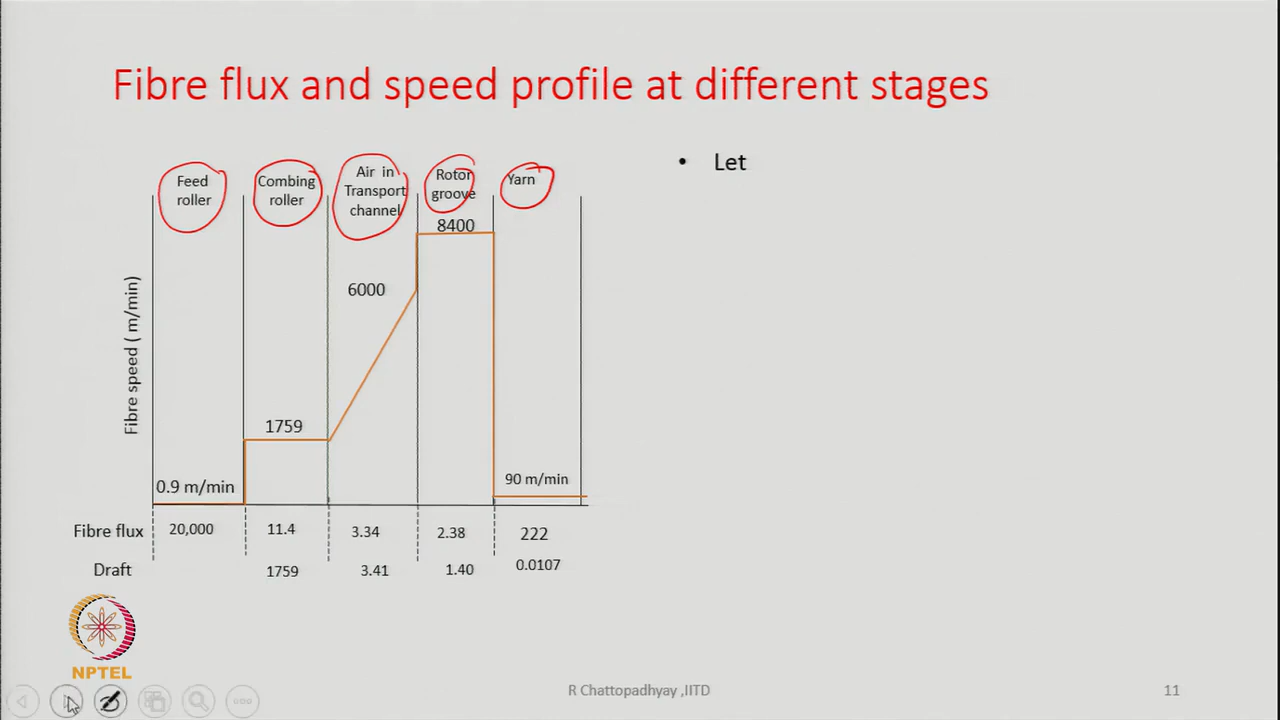 Fibre flux and speed profile at different stages
• Let
Feed
roller
Combing
roller
Air in
Transport
channel
Rotor
groove
Yarn
8400
6000
1759
0.9 m/min
90 m/min
Fibre speed ( m/min)
Fibre flux 20,000 11.4 3.34 2.38 222
Draft 1759 3.41 1.40 0.0107
NPTEL
R Chattopadhyay ,IITD
11